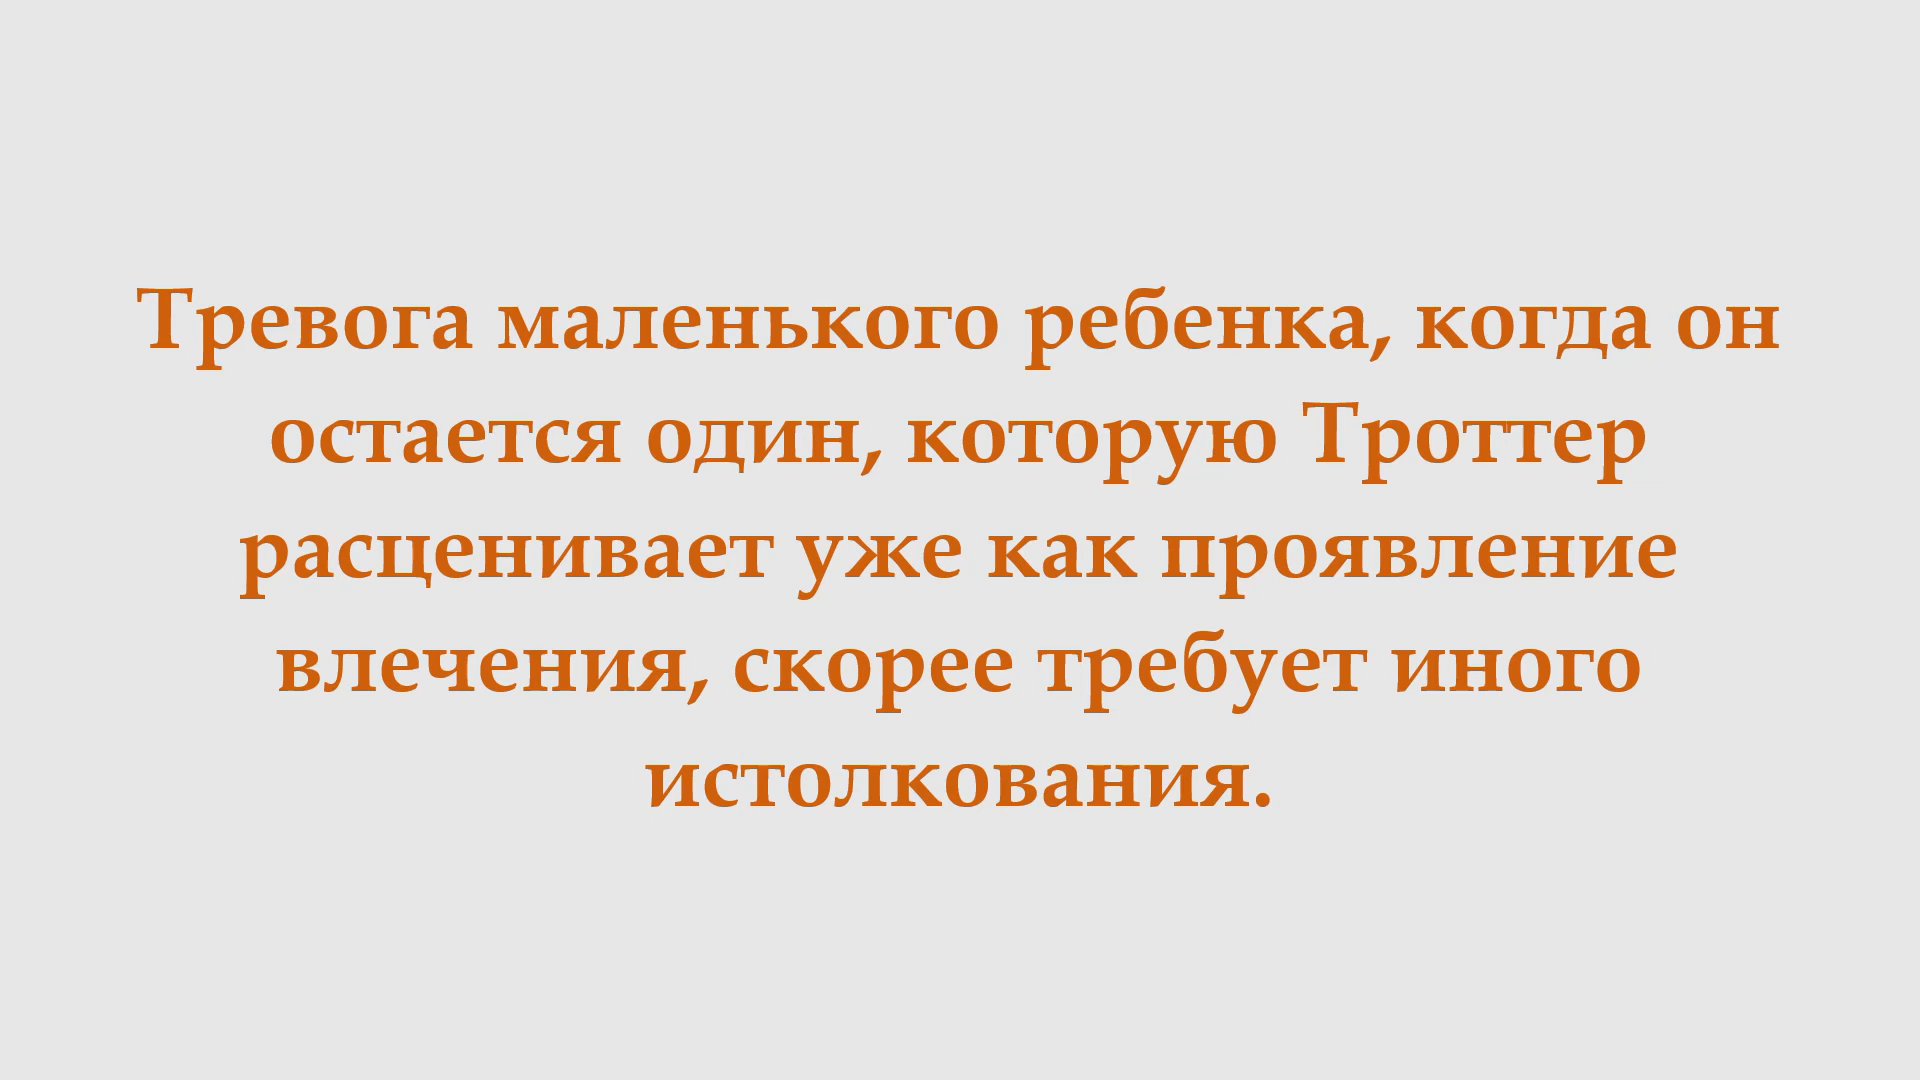 Тревога маленького ребенка, когда он
остается один, которую Троттер
расценивает уже как проявление
влечения, скорее требует иного
истолкования.